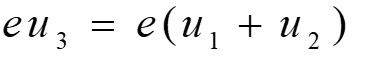 eu₃ = e(u₁ + u₂)